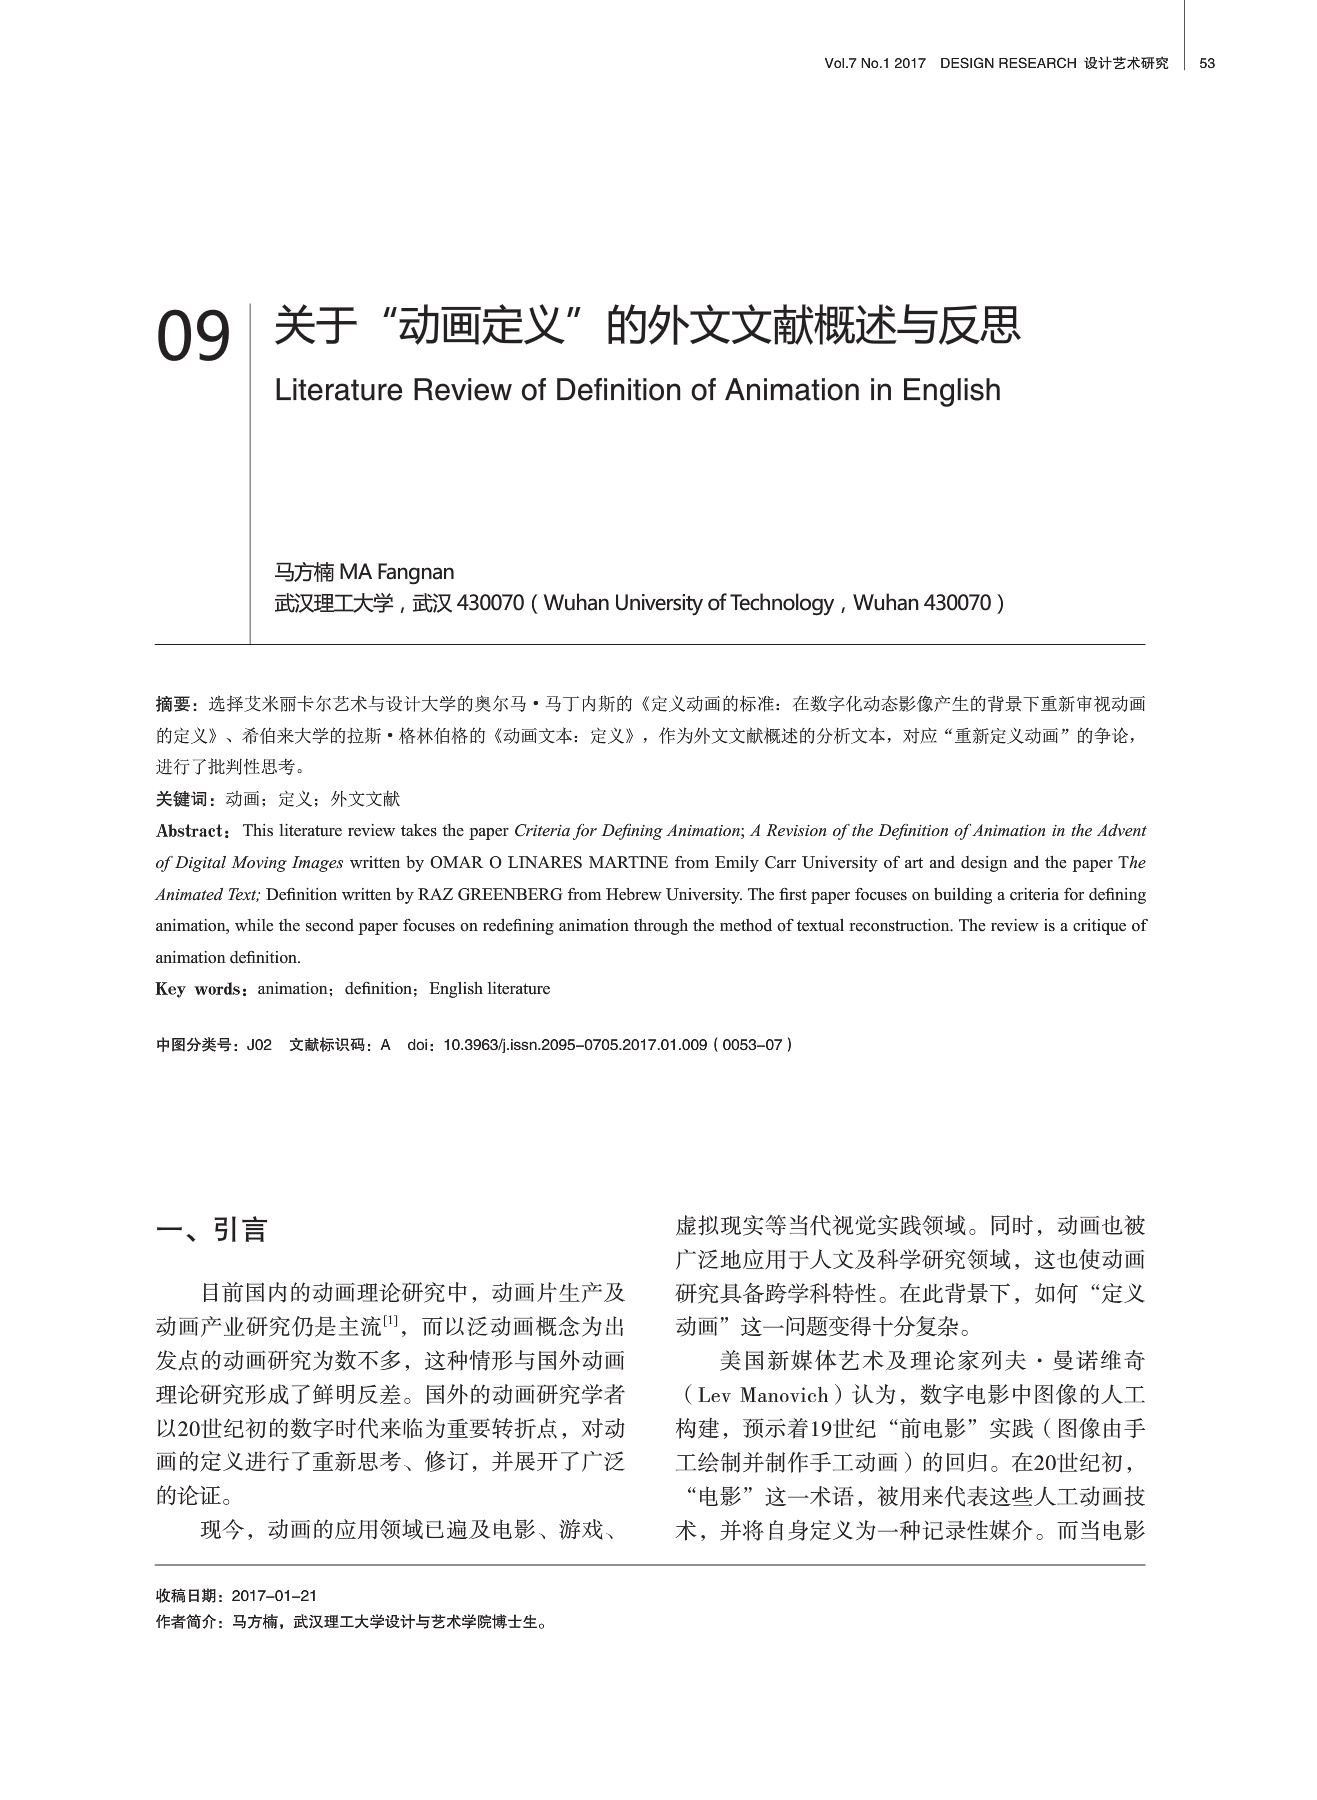 Vol.7 No.1 2017 DESIGN RESEARCH 设计艺术研究 53
09
关于“动画定义”的外文文献概述与反思
Literature Review of Definition of Animation in English
马方楠 MA Fangnan
武汉理工大学，武汉 430070（Wuhan University of Technology，Wuhan 430070）
摘要：选择艾米丽卡尔艺术与设计大学的奥尔马·马丁内斯的《定义动画的标准：在数字化动态影像产生的背景下重新审视动画
的定义》、希伯来大学的拉斯·格林伯格的《动画文本：定义》，作为外文文献概述的分析文本，对应“重新定义动画”的争论，
进行了批判性思考。
关键词：动画；定义；外文文献
Abstract：This literature review takes the paper Criteria for Defining Animation; A Revision of the Definition of Animation in the Advent
of Digital Moving Images written by OMAR O LINARES MARTINE from Emily Carr University of art and design and the paper The
Animated Text; Definition written by RAZ GREENBERG from Hebrew University. The first paper focuses on building a criteria for defining
animation, while the second paper focuses on redefining animation through the method of textual reconstruction. The review is a critique of
animation definition.
Key words：animation；definition；English literature
中图分类号：J02 文献标识码：A doi：10.3963/j.issn.2095-0705.2017.01.009（0053-07）
一、引言
目前国内的动画理论研究中，动画片生产及
动画产业研究仍是主流[1]，而以泛动画概念为出
发点的动画研究为数不多，这种情形与国外动画
理论研究形成了鲜明反差。国外的动画研究学者
以20世纪初的数字时代来临为重要转折点，对动
画的定义进行了重新思考、修订，并展开了广泛
的论证。
现今，动画的应用领域已遍及电影、游戏、
虚拟现实等当代视觉实践领域。同时，动画也被
广泛地应用于人文及科学研究领域，这也使动画
研究具备跨学科特性。在此背景下，如何“定义
动画”这一问题变得十分复杂。
美国新媒体艺术及理论家列夫·曼诺维奇
（Lev Manovich）认为，数字电影中图像的人工
构建，预示着19世纪“前电影”实践（图像由手
工绘制并制作手工动画）的回归。在20世纪初，
“电影”这一术语，被用来代表这些人工动画技
术，并将自身定义为一种记录性媒介。而当电影
收稿日期：2017-01-21
作者简介：马方楠，武汉理工大学设计与艺术学院博士生。